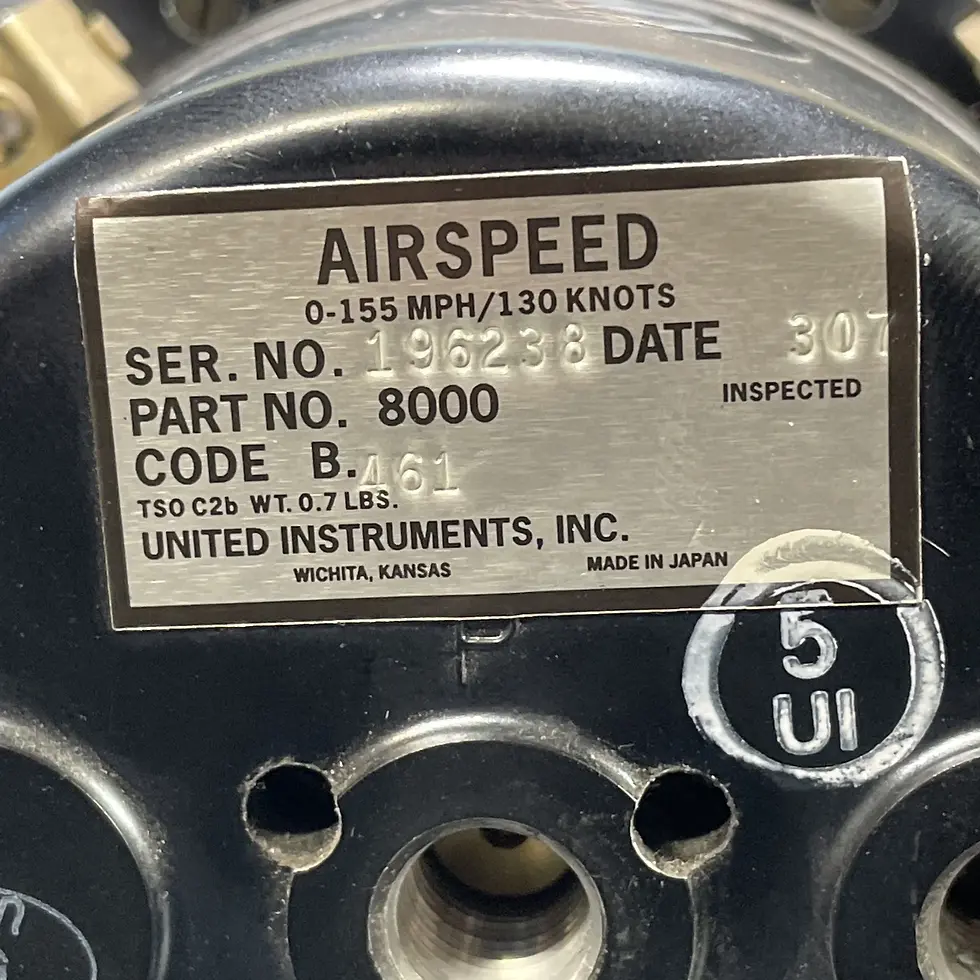 AIRSPEED
0-155 MPH/130 KNOTS
SER. NO. 196238 DATE 307
INSPECTED
PART NO. 8000
CODE B.461
TSO C2b WT. 0.7 LBS.
UNITED INSTRUMENTS, INC.
WICHITA, KANSAS MADE IN JAPAN
5
UI
P